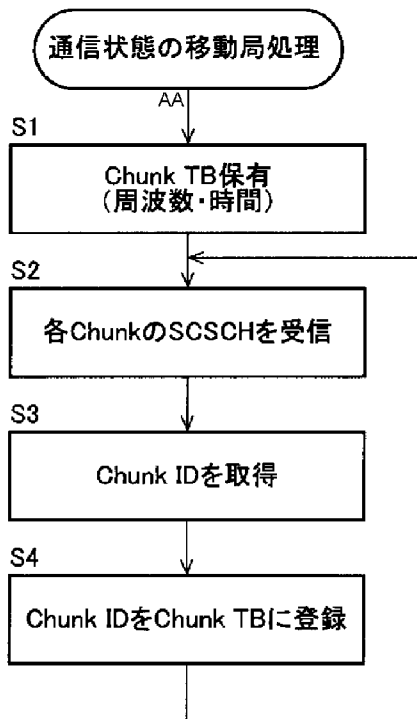 通信状態の移動局処理
AA
S1
Chunk TB保有
(周波数・時間)
S2
各ChunkのSCSCHを受信
S3
Chunk IDを取得
S4
Chunk IDをChunk TBに登録